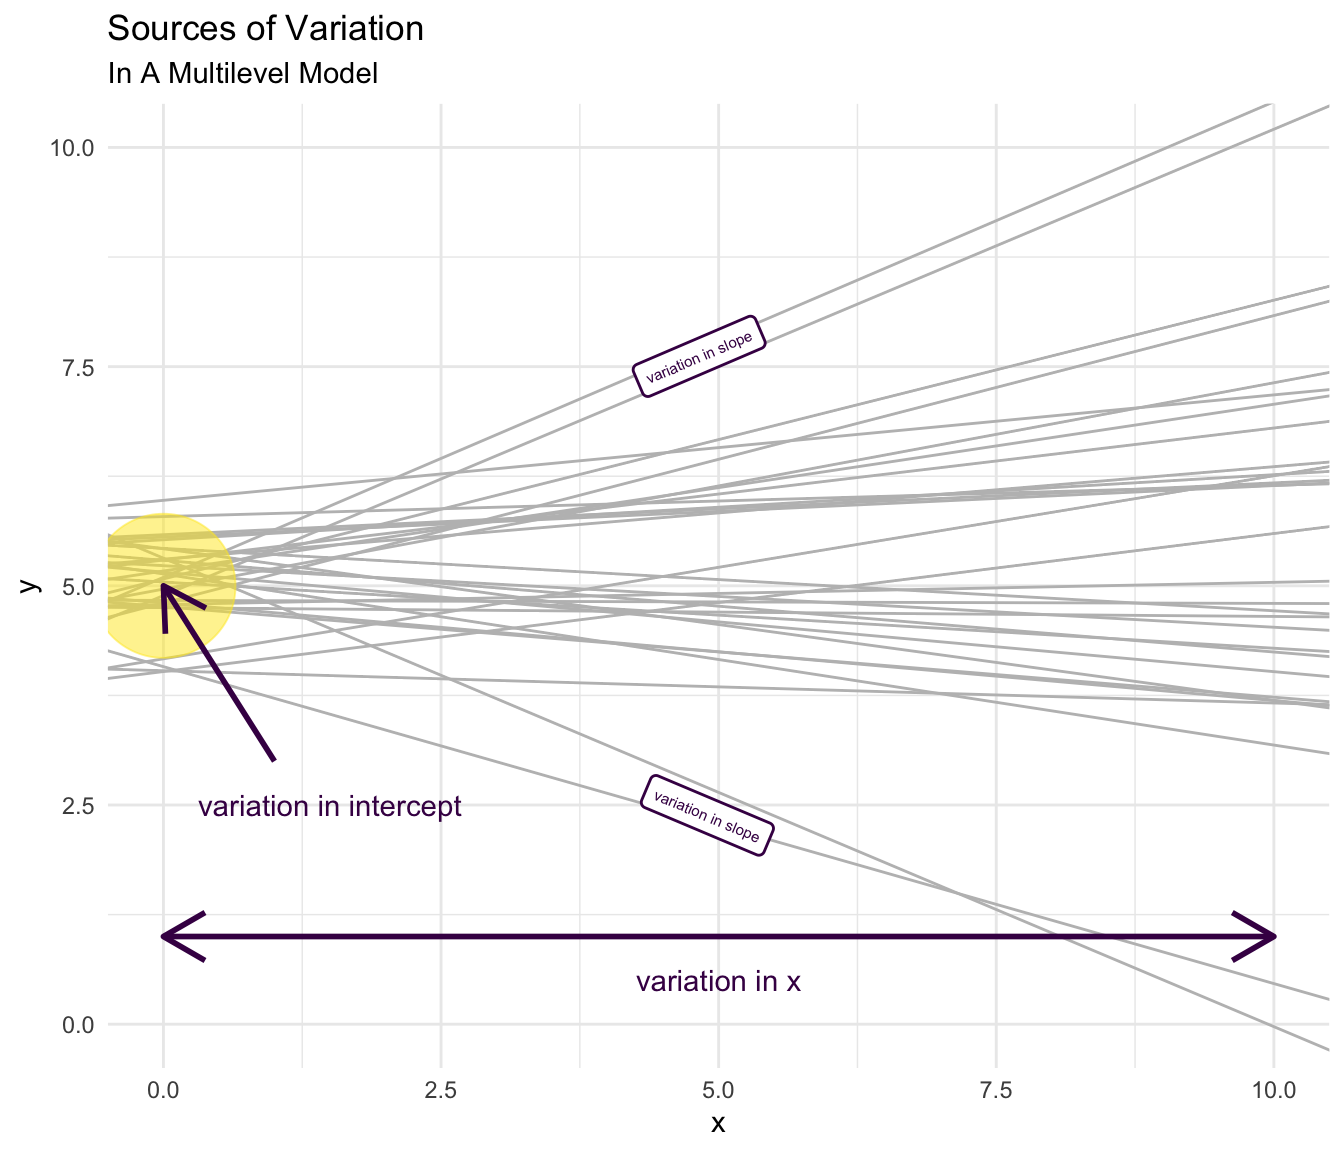 Sources of Variation
In A Multilevel Model
10.0
7.5
5.0
2.5
0.0
y
variation in slope
variation in intercept
variation in slope
variation in x
0.0 2.5 5.0 7.5 10.0
x